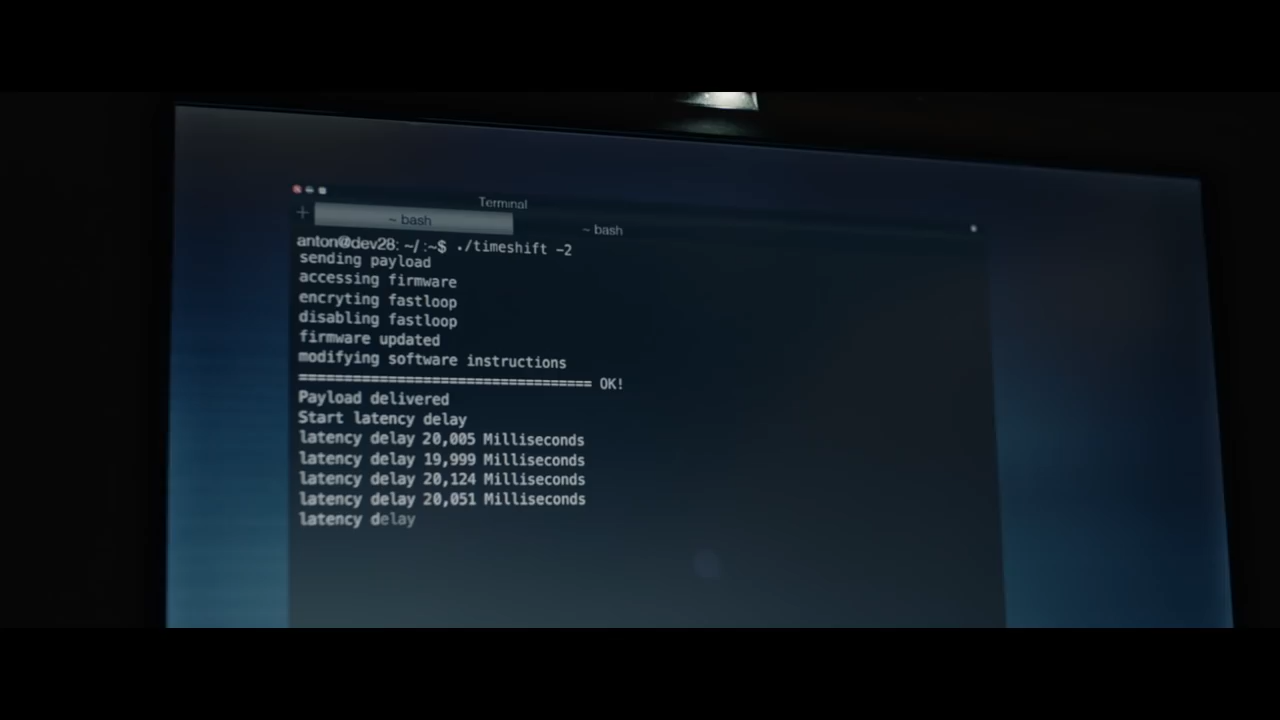 Terminal
+ ~ bash ~ bash
anton@dev28: ~/ :~$ ./timeshift -2
sending payload
accessing firmware
encryting fastloop
disabling fastloop
firmware updated
modifying software instructions
================================= OK!
Payload delivered
Start latency delay
latency delay 20,005 Milliseconds
latency delay 19,999 Milliseconds
latency delay 20,124 Milliseconds
latency delay 20,051 Milliseconds
latency delay